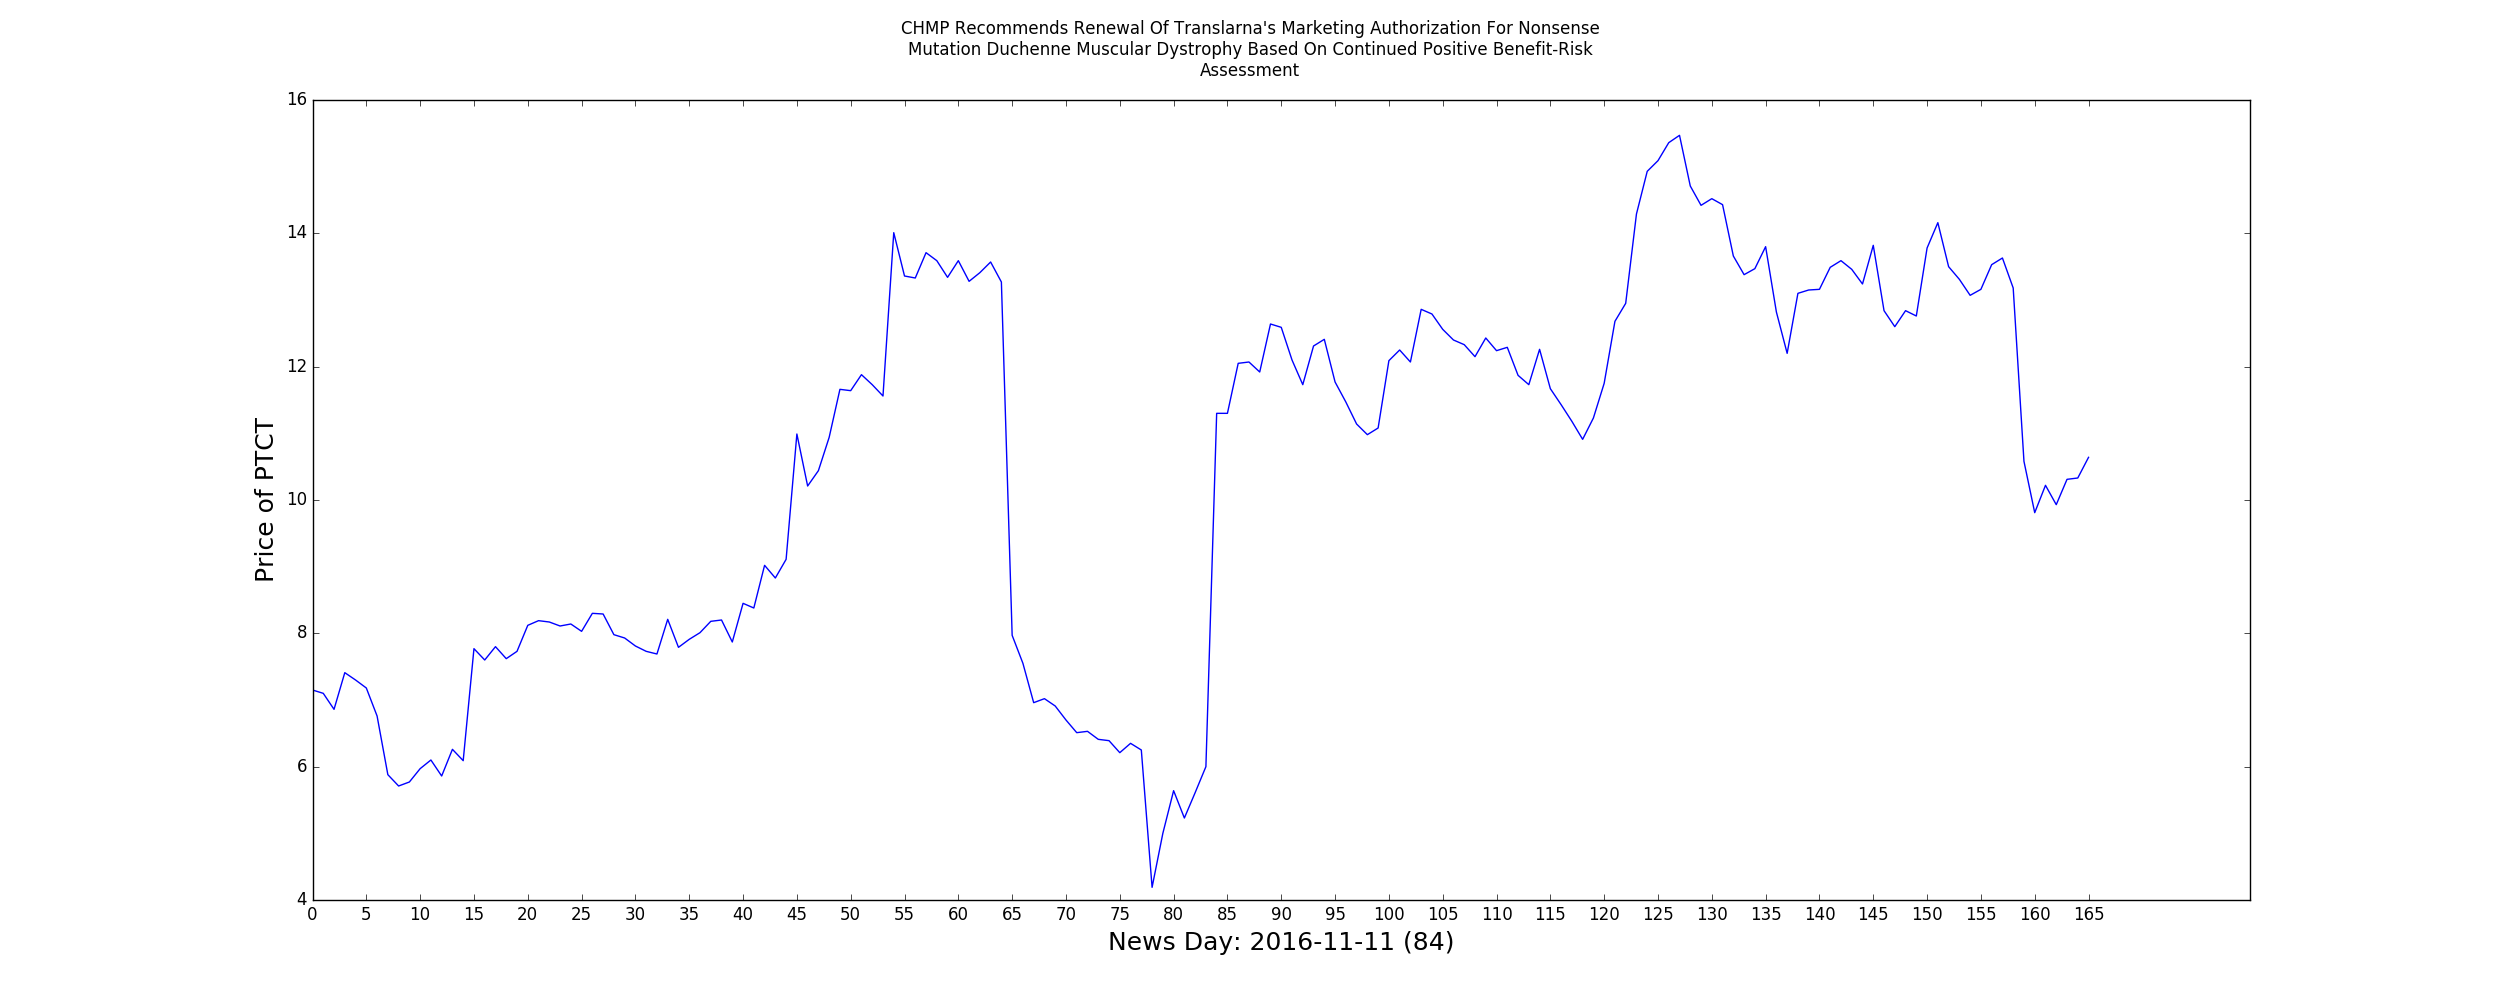 CHMP Recommends Renewal Of Translarna's Marketing Authorization For Nonsense
Mutation Duchenne Muscular Dystrophy Based On Continued Positive Benefit-Risk
Assessment
16
14
12
10
8
6
4
Price of PTCT
0 5 10 15 20 25 30 35 40 45 50 55 60 65 70 75 80 85 90 95 100 105 110 115 120 125 130 135 140 145 150 155 160 165
News Day: 2016-11-11 (84)